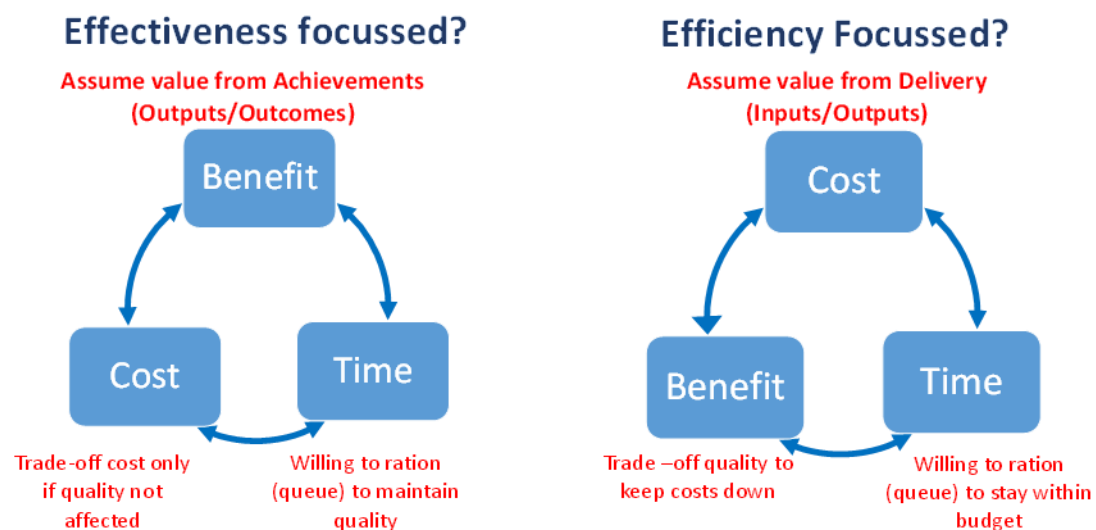 Effectiveness focussed?
Assume value from Achievements
(Outputs/Outcomes)
Benefit
Cost
Time
Trade-off cost only
if quality not
affected
Willing to ration
(queue) to maintain
quality
Efficiency Focussed?
Assume value from Delivery
(Inputs/Outputs)
Cost
Benefit
Time
Trade –off quality to
keep costs down
Willing to ration
(queue) to stay within
budget